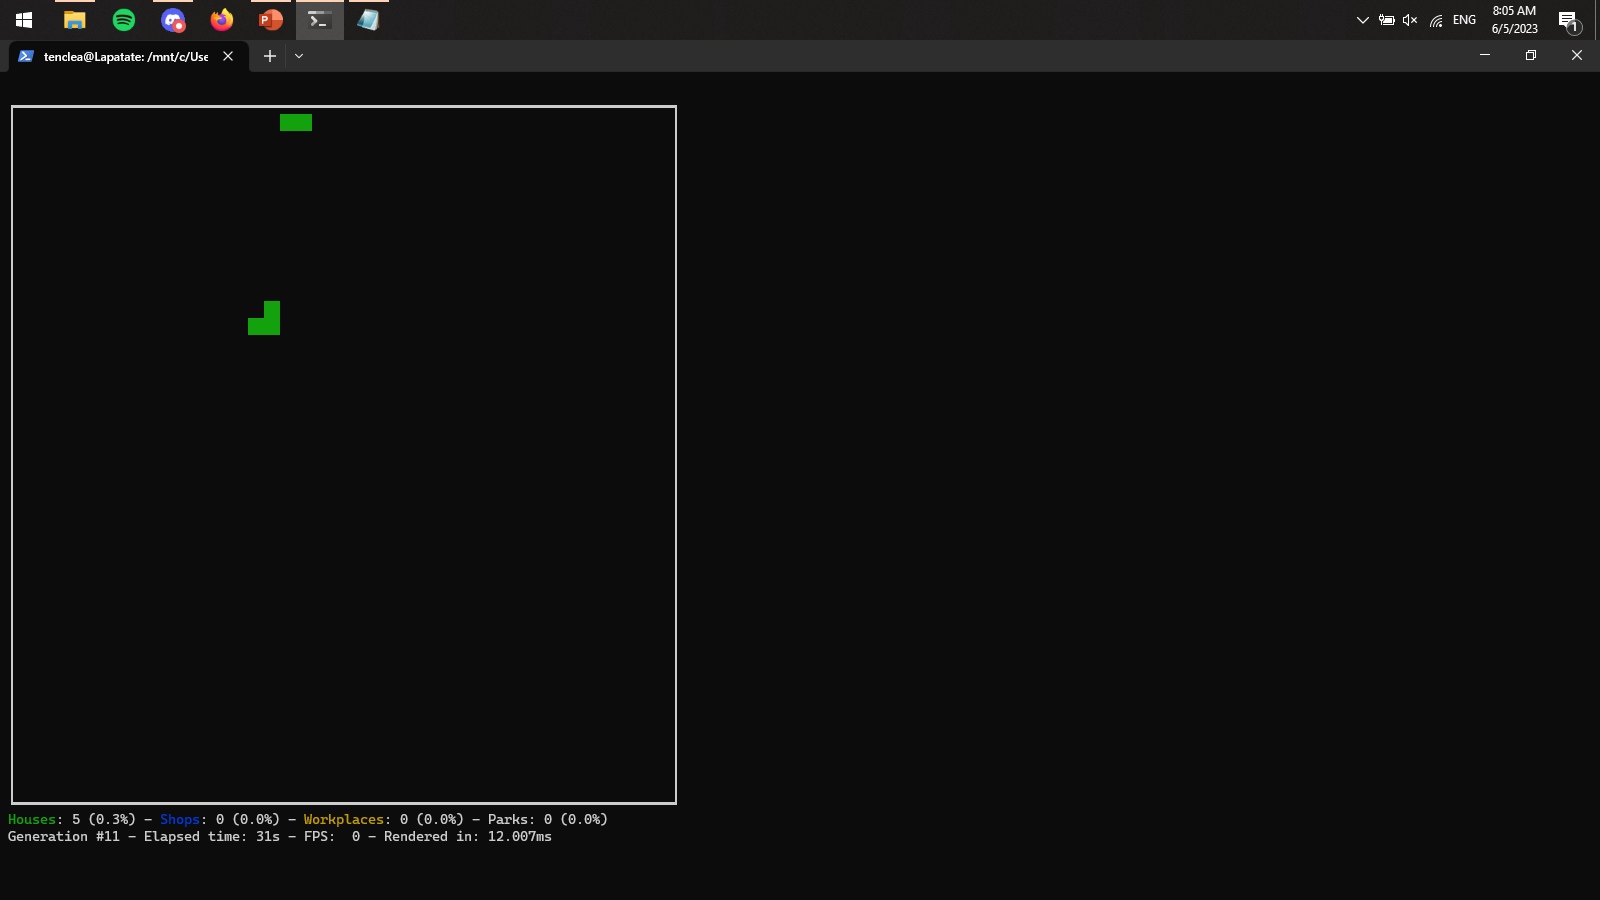 8:05 AM
ENG
6/5/2023
1
tenclea@Lapatate: /mnt/c/Use
Houses: 5 (0.3%) – Shops: 0 (0.0%) – Workplaces: 0 (0.0%) – Parks: 0 (0.0%)
Generation #11 – Elapsed time: 31s – FPS:  0 – Rendered in: 12.007ms